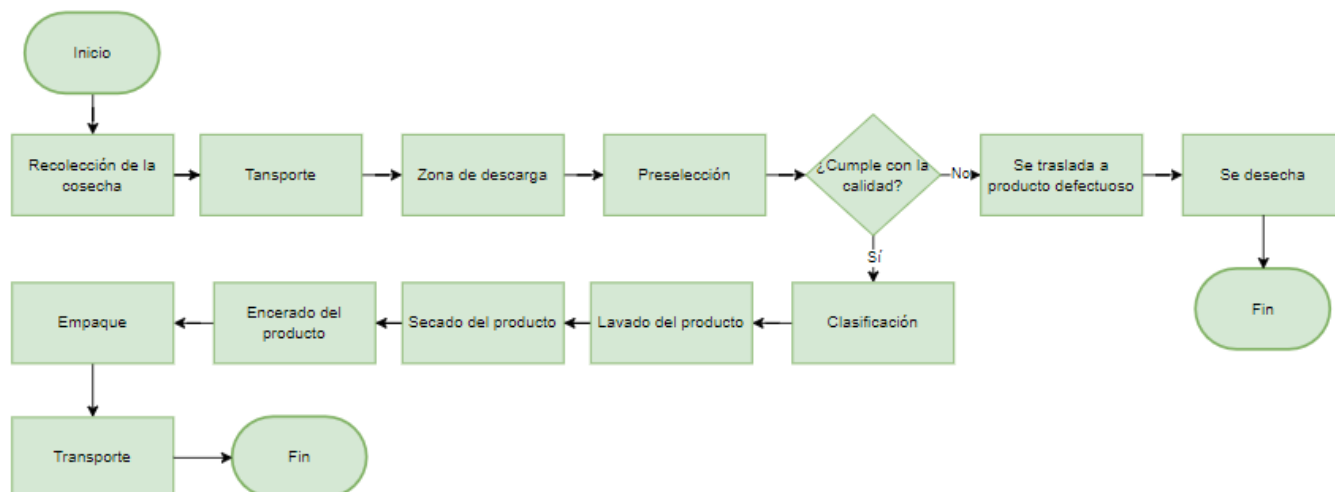 Inicio
Recolección de la
cosecha
Tansporte
Zona de descarga
Preselección
¿Cumple con la
calidad?
No
Se traslada a
producto defectuoso
Se desecha
Sí
Fin
Clasificación
Lavado del producto
Secado del producto
Encerado del
producto
Empaque
Transporte
Fin